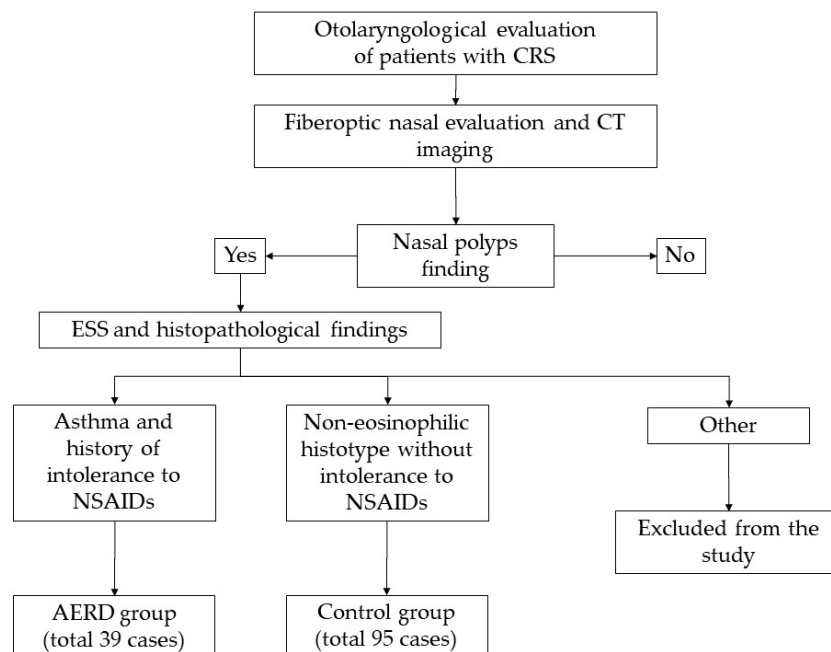 Otolaryngological evaluation
of patients with CRS
Fiberoptic nasal evaluation and CT
imaging
Yes
Nasal polyps
finding
No
ESS and histopathological findings
Asthma and
history of
intolerance to
NSAIDs
Non-eosinophilic
histotype without
intolerance to
NSAIDs
Other
Excluded from the
study
AERD group
(total 39 cases)
Control group
(total 95 cases)